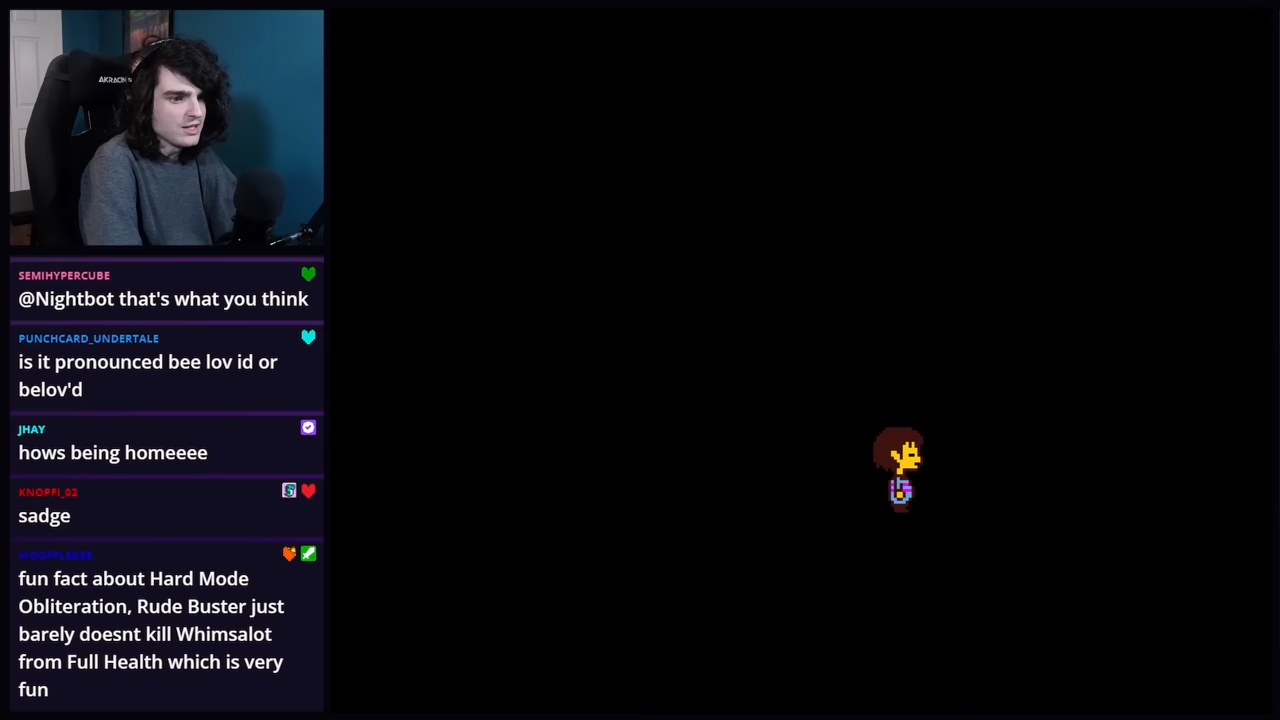 AKRACING
SEMIHYPERCUBE
@Nightbot that's what you think
PUNCHCARD_UNDERTALE
is it pronounced bee lov id or
belov'd
JHAY
hows being homeeee
KNOPFI_02
sadge
fun fact about Hard Mode
Obliteration, Rude Buster just
barely doesnt kill Whimsalot
from Full Health which is very
fun